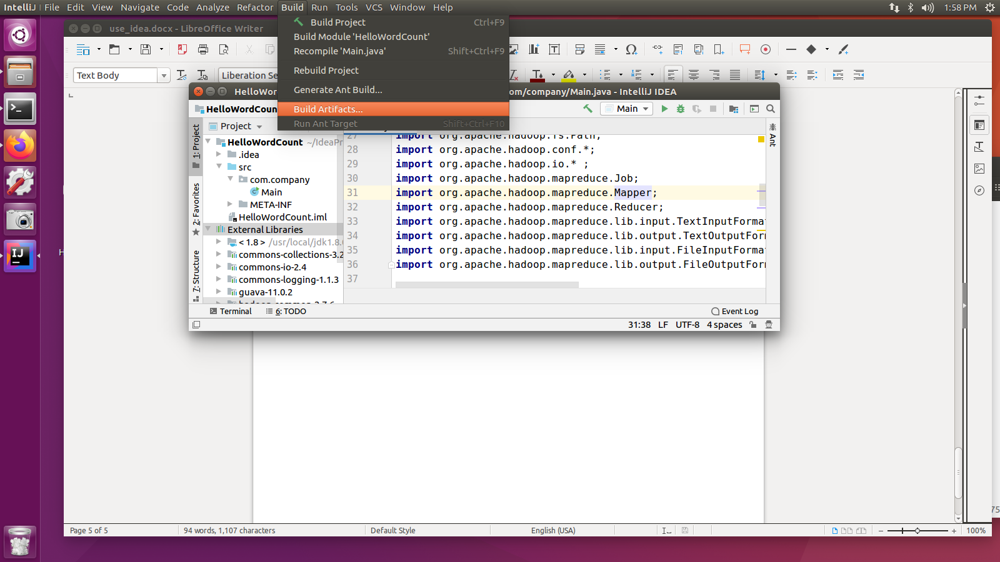 IntelliJ File Edit View Navigate Code Analyze Refactor Build Run Tools VCS Window Help 1:58 PM
use_idea.docx - LibreOffice Writer
Build Project Ctrl+F9
Build Module 'HelloWordCount'
Recompile 'Main.java' Shift+Ctrl+F9
Rebuild Project
Generate Ant Build...
Build Artifacts...
Run Ant Target Shift+Ctrl+F10
Text Body Liberation Se
HelloWor om/company/Main.java - IntelliJ IDEA
HelloWordCoun Main
Project
1: Project
2: Favorites
7: Structure
Ant
HelloWordCount ~/IdeaPr
.idea
src
com.company
Main
META-INF
HelloWordCount.iml
External Libraries
< 1.8 > /usr/local/jdk1.8.
commons-collections-3.2
commons-io-2.4
commons-logging-1.1.3
guava-11.0.2
hadoop-common-2.7.6
27 import org.apache.hadoop.fs.Path;
28 import org.apache.hadoop.conf.*;
29 import org.apache.hadoop.io.* ;
30 import org.apache.hadoop.mapreduce.Job;
31 import org.apache.hadoop.mapreduce.Mapper;
32 import org.apache.hadoop.mapreduce.Reducer;
33 import org.apache.hadoop.mapreduce.lib.input.TextInputForma
34 import org.apache.hadoop.mapreduce.lib.output.TextOutputFor
35 import org.apache.hadoop.mapreduce.lib.input.FileInputForma
36 import org.apache.hadoop.mapreduce.lib.output.FileOutputFor
37
Terminal 6: TODO Event Log
31:38 LF UTF-8 4 spaces
H
75
Page 5 of 5 94 words, 1,107 characters Default Style English (USA) 100%